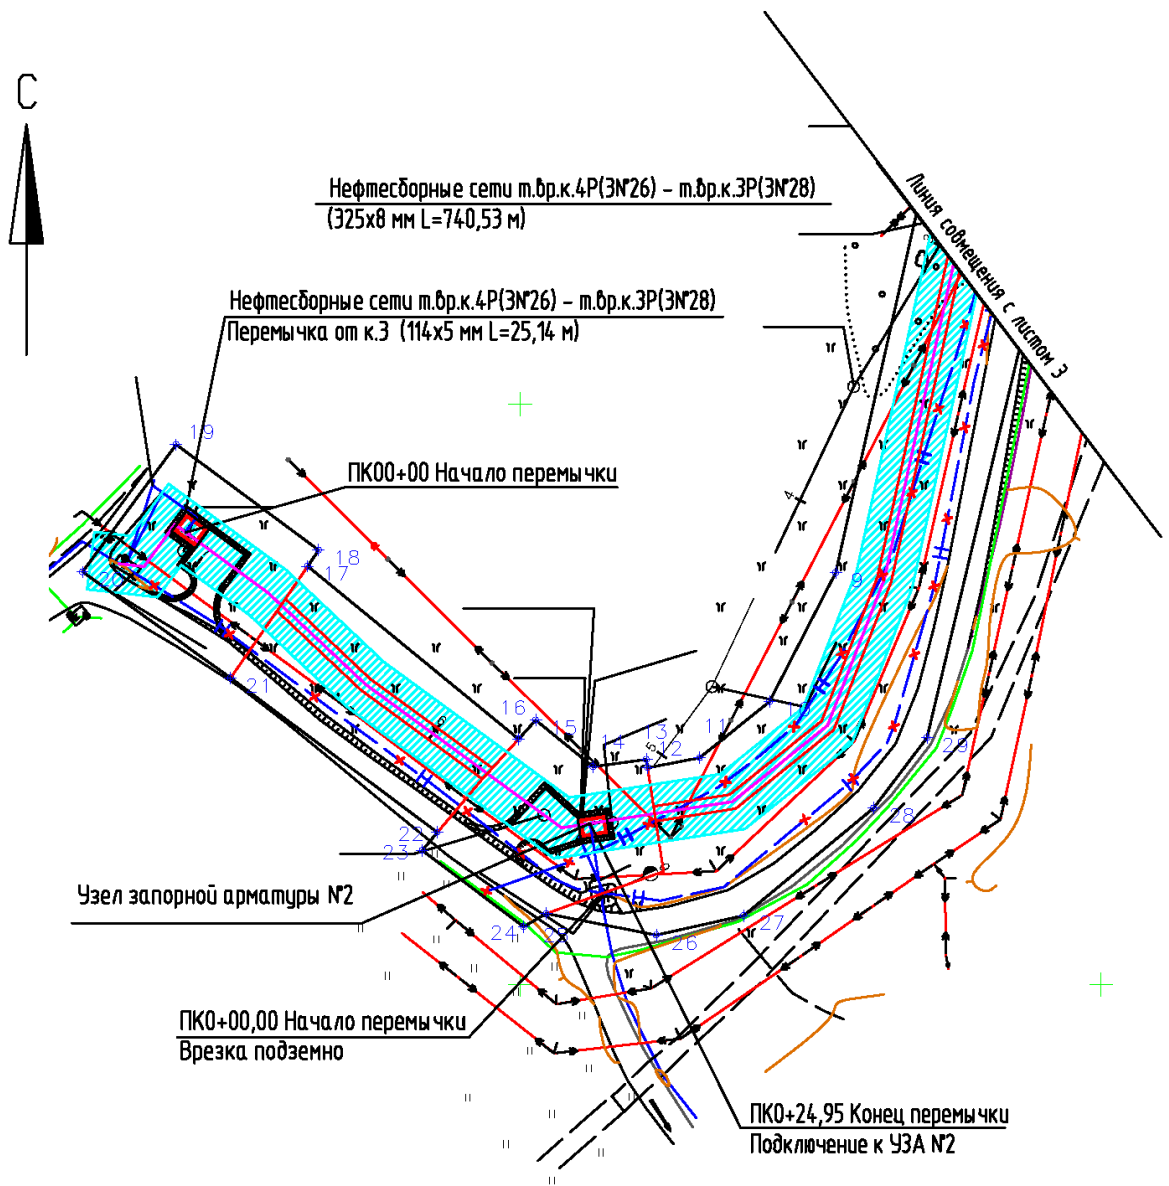 С
Нефтесборные сети т.вр.к.4Р(ЗN°26) – т.вр.к.3Р(ЗN°28)
(325х8 мм L=740,53 м)
Линия совмещения с листом 3
Нефтесборные сети т.вр.к.4Р(ЗN°26) – т.вр.к.3Р(ЗN°28)
Перемычка от к.3 (114х5 мм L=25,14 м)
19
ПК00+00 Начало перемычки
4
18
17
9
20
21
16
15
14
13
12
11
5
6
29
28
22
23
Узел запорной арматуры N°2
24
25
26
27
ПК0+00,00 Начало перемычки
Врезка подземно
ПК0+24,95 Конец перемычки
Подключение к УЗА N°2